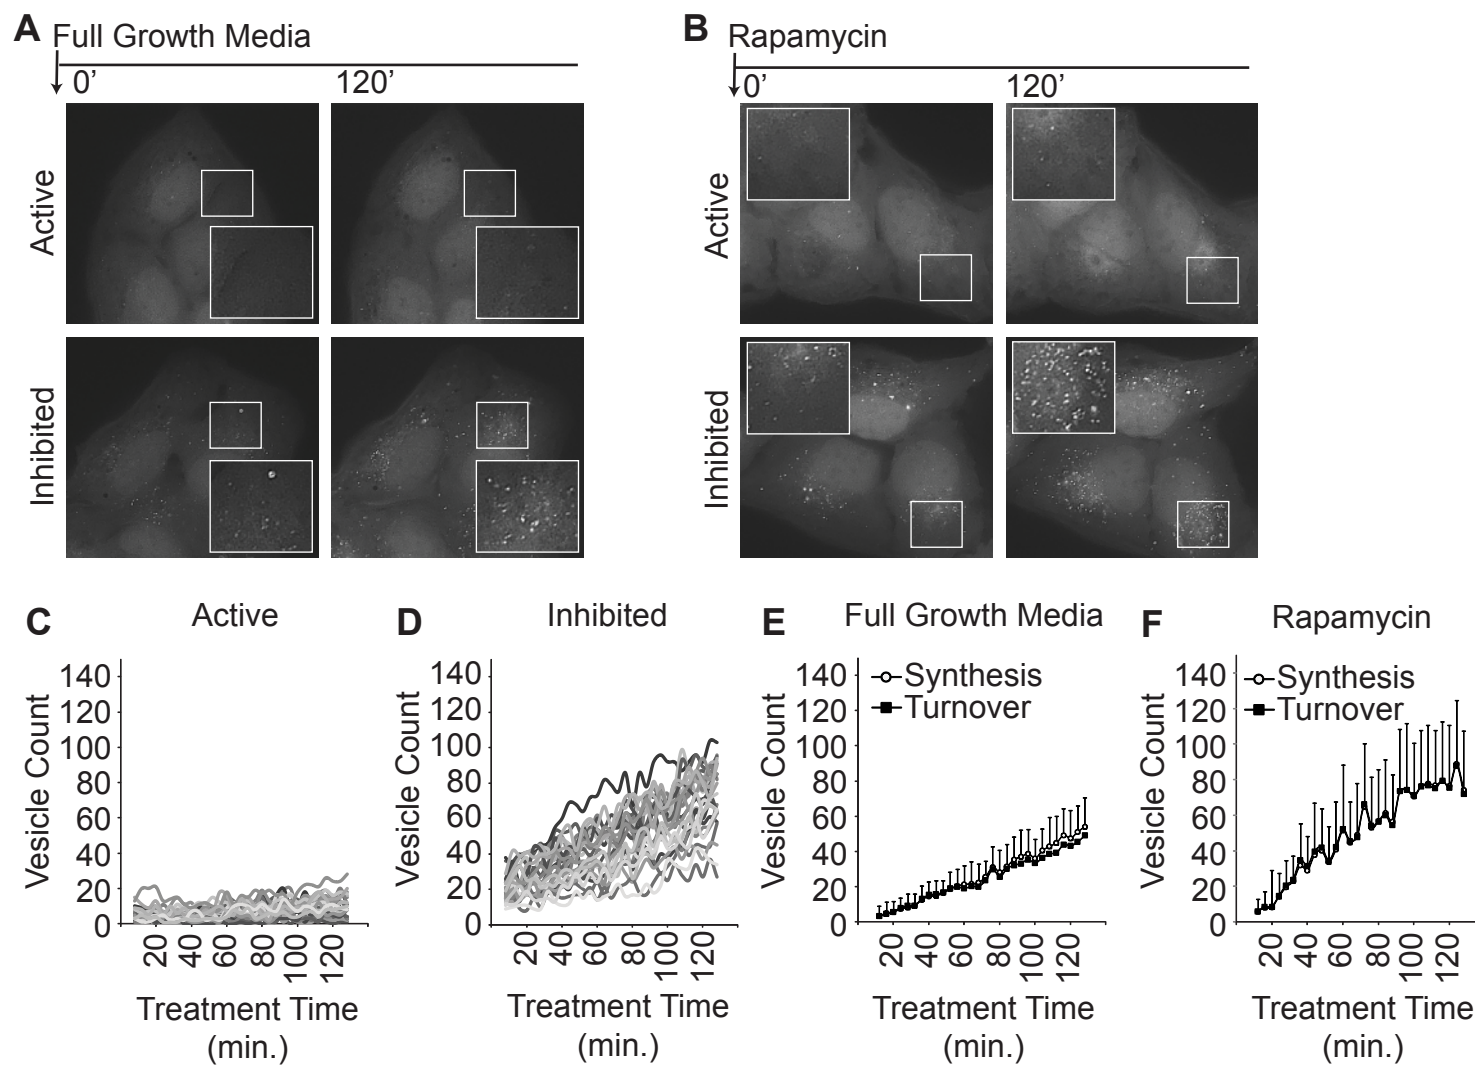 A Full Growth Media
0' 120'
Active
Inhibited
B Rapamycin
0' 120'
Active
Inhibited
C Active
Vesicle Count
140
120
100
80
60
40
20
0
20 40 60 80 100 120
Treatment Time
(min.)
D Inhibited
Vesicle Count
140
120
100
80
60
40
20
0
20 40 60 80 100 120
Treatment Time
(min.)
E Full Growth Media
Synthesis
Turnover
Vesicle Count
140
120
100
80
60
40
20
0
20 40 60 80 100 120
Treatment Time
(min.)
F Rapamycin
Synthesis
Turnover
Vesicle Count
140
120
100
80
60
40
20
0
20 40 60 80 100 120
Treatment Time
(min.)